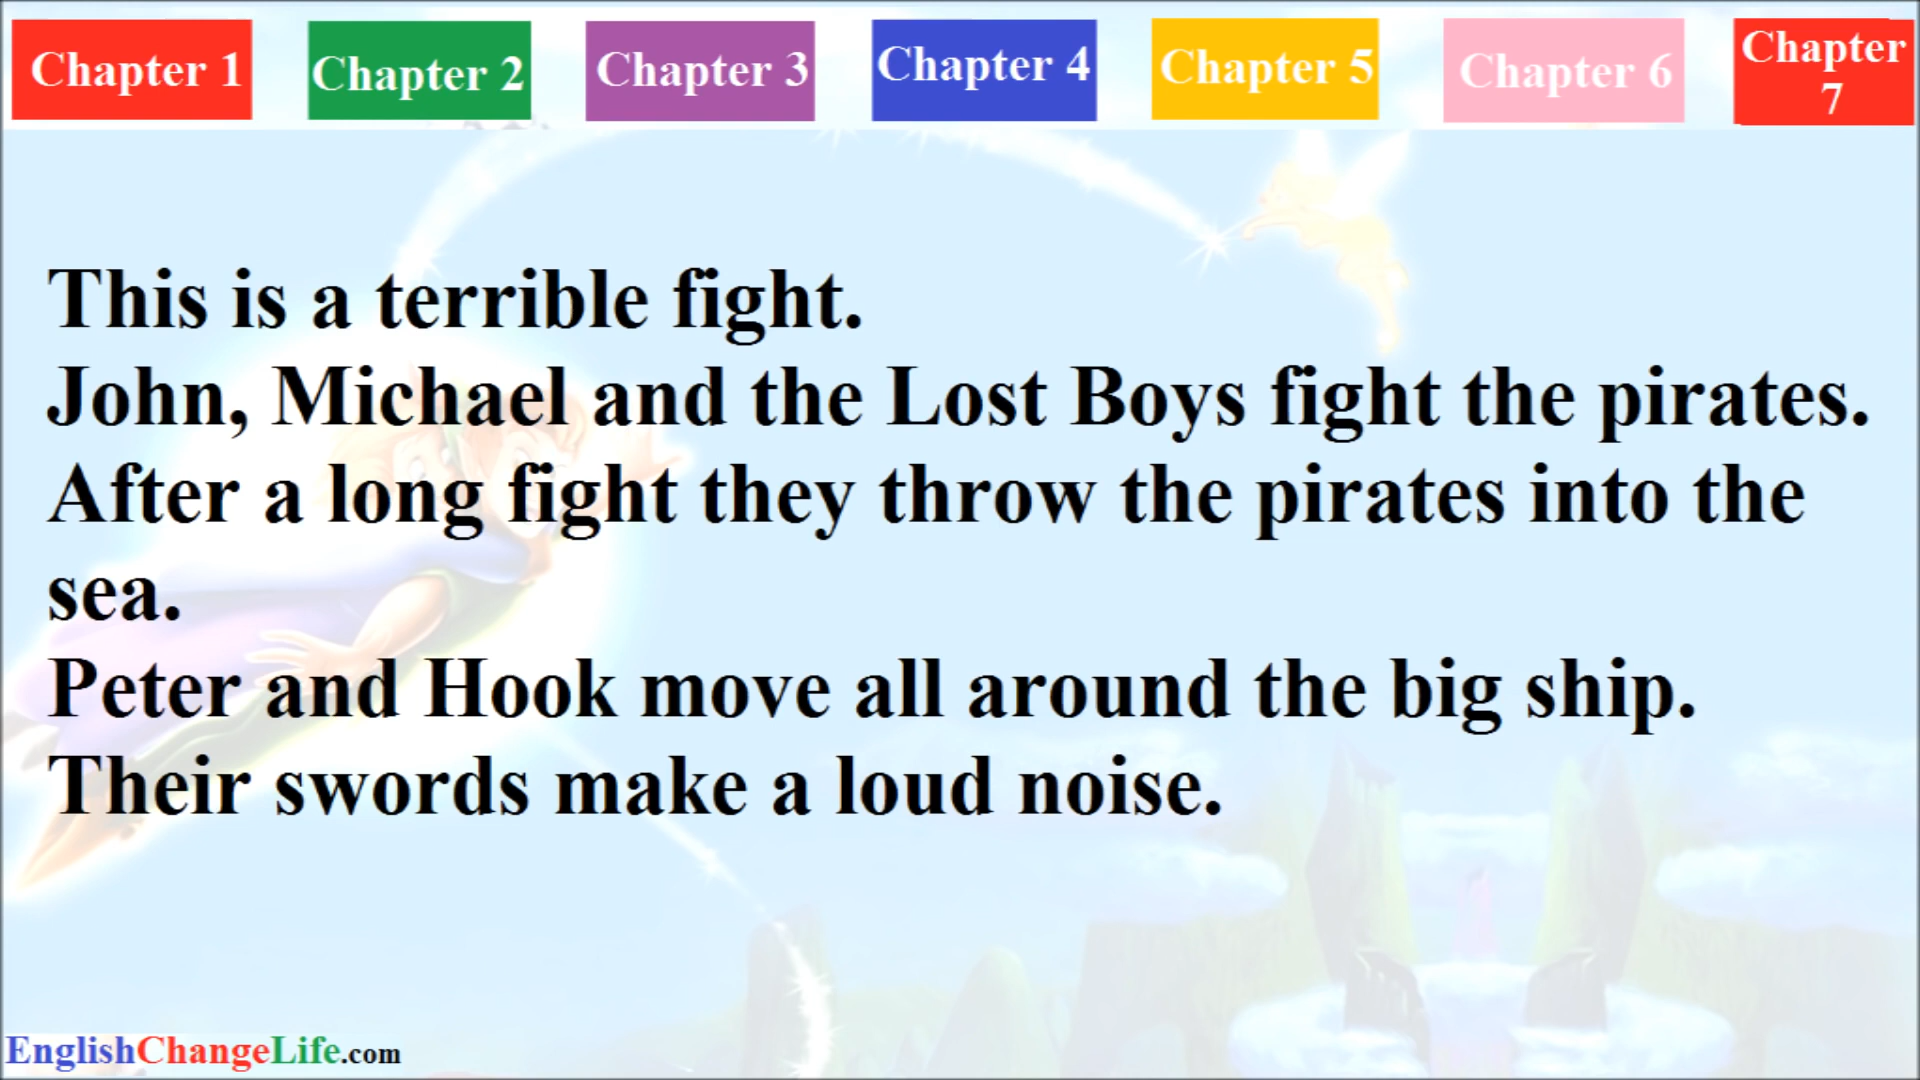 Chapter 1
Chapter 2
Chapter 3
Chapter 4
Chapter 5
Chapter 6
Chapter
7
This is a terrible fight.
John, Michael and the Lost Boys fight the pirates.
After a long fight they throw the pirates into the
sea.
Peter and Hook move all around the big ship.
Their swords make a loud noise.
EnglishChangeLife.com